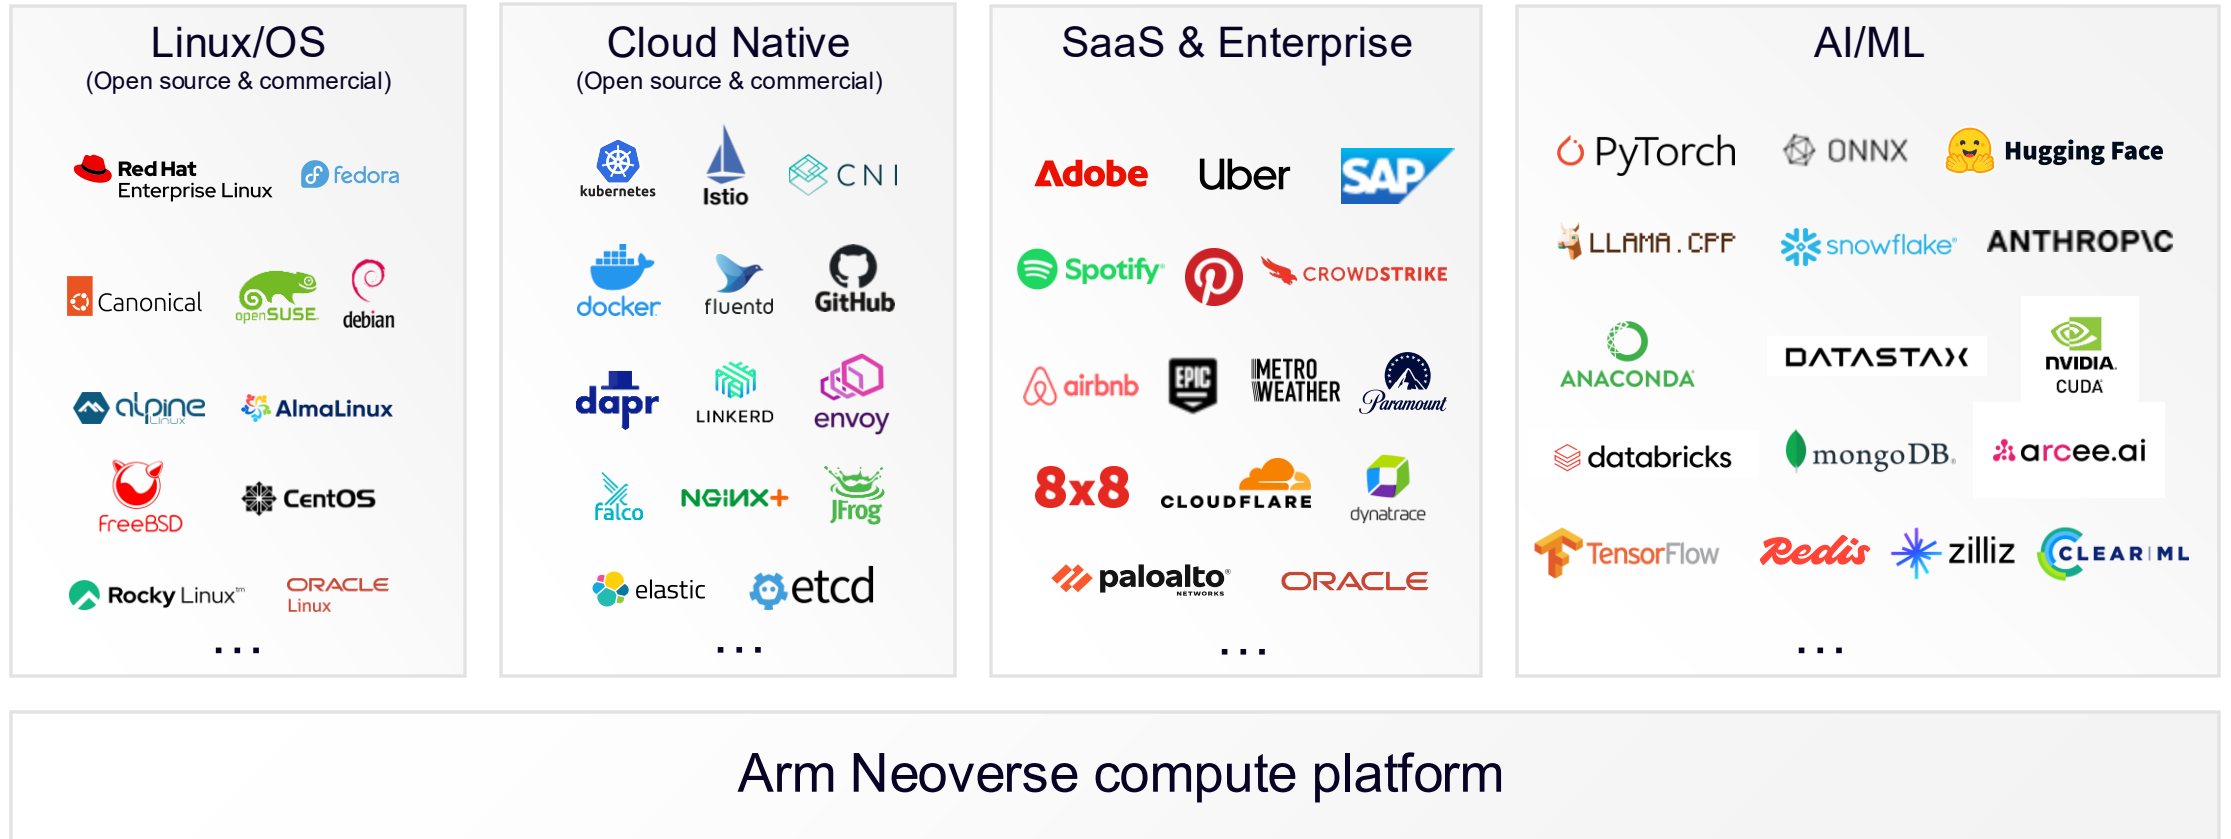 Linux/OS
(Open source & commercial)
Red Hat
Enterprise Linux
fedora
Canonical
openSUSE.
debian
alpine
Linux
AlmaLinux
FreeBSD
CentOS
Rocky Linux™
ORACLE
Linux
...
Cloud Native
(Open source & commercial)
kubernetes
Istio
CNI
docker
fluentd
GitHub
dapr
LINKERD
envoy
falco
NGINX+
JFrog
elastic
etcd
...
SaaS & Enterprise
Adobe
Uber
SAP
Spotify®
CROWDSTRIKE
airbnb
EPIC
GAMES
METRO
WEATHER
Paramount
8x8
CLOUDFLARE
dynatrace
paloalto®
NETWORKS
ORACLE
...
AI/ML
PyTorch
ONNX
Hugging Face
LLAMA.CPP
snowflake®
ANTHROP\C
ANACONDA
DATASTAX
NVIDIA.
CUDA
databricks
mongoDB®
arcee.ai
TensorFlow
Redis
zilliz
CLEAR|ML
...
Arm Neoverse compute platform